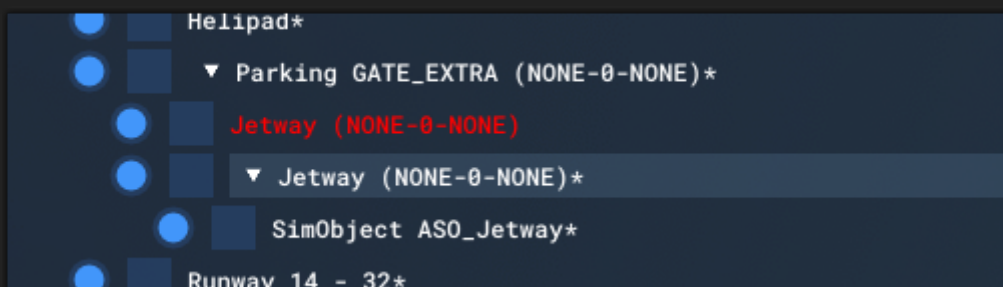 Helipad*
▼ Parking GATE_EXTRA (NONE-0-NONE)*
Jetway (NONE-0-NONE)
▼ Jetway (NONE-0-NONE)*
SimObject ASO_Jetway*
Runway 14 - 32*